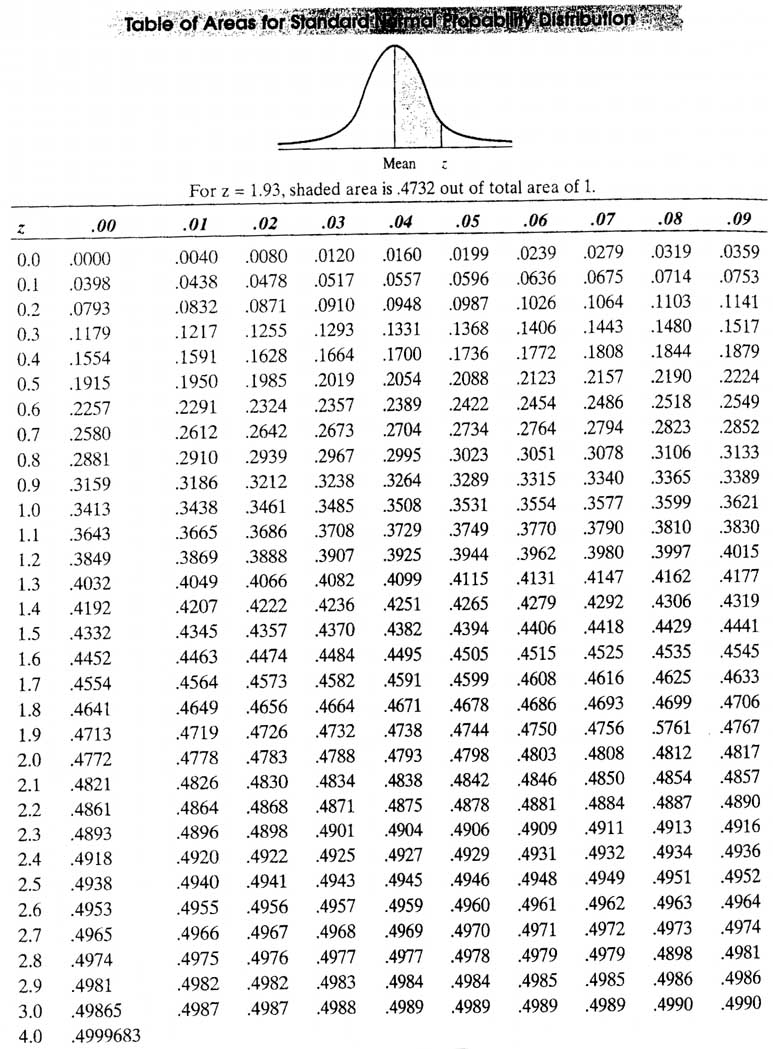 Table of Areas for Standard Normal Probability Distribution
Mean z
For z = 1.93, shaded area is .4732 out of total area of 1.
z .00 .01 .02 .03 .04 .05 .06 .07 .08 .09
0.0 .0000 .0040 .0080 .0120 .0160 .0199 .0239 .0279 .0319 .0359
0.1 .0398 .0438 .0478 .0517 .0557 .0596 .0636 .0675 .0714 .0753
0.2 .0793 .0832 .0871 .0910 .0948 .0987 .1026 .1064 .1103 .1141
0.3 .1179 .1217 .1255 .1293 .1331 .1368 .1406 .1443 .1480 .1517
0.4 .1554 .1591 .1628 .1664 .1700 .1736 .1772 .1808 .1844 .1879
0.5 .1915 .1950 .1985 .2019 .2054 .2088 .2123 .2157 .2190 .2224
0.6 .2257 .2291 .2324 .2357 .2389 .2422 .2454 .2486 .2518 .2549
0.7 .2580 .2612 .2642 .2673 .2704 .2734 .2764 .2794 .2823 .2852
0.8 .2881 .2910 .2939 .2967 .2995 .3023 .3051 .3078 .3106 .3133
0.9 .3159 .3186 .3212 .3238 .3264 .3289 .3315 .3340 .3365 .3389
1.0 .3413 .3438 .3461 .3485 .3508 .3531 .3554 .3577 .3599 .3621
1.1 .3643 .3665 .3686 .3708 .3729 .3749 .3770 .3790 .3810 .3830
1.2 .3849 .3869 .3888 .3907 .3925 .3944 .3962 .3980 .3997 .4015
1.3 .4032 .4049 .4066 .4082 .4099 .4115 .4131 .4147 .4162 .4177
1.4 .4192 .4207 .4222 .4236 .4251 .4265 .4279 .4292 .4306 .4319
1.5 .4332 .4345 .4357 .4370 .4382 .4394 .4406 .4418 .4429 .4441
1.6 .4452 .4463 .4474 .4484 .4495 .4505 .4515 .4525 .4535 .4545
1.7 .4554 .4564 .4573 .4582 .4591 .4599 .4608 .4616 .4625 .4633
1.8 .4641 .4649 .4656 .4664 .4671 .4678 .4686 .4693 .4699 .4706
1.9 .4713 .4719 .4726 .4732 .4738 .4744 .4750 .4756 .5761 .4767
2.0 .4772 .4778 .4783 .4788 .4793 .4798 .4803 .4808 .4812 .4817
2.1 .4821 .4826 .4830 .4834 .4838 .4842 .4846 .4850 .4854 .4857
2.2 .4861 .4864 .4868 .4871 .4875 .4878 .4881 .4884 .4887 .4890
2.3 .4893 .4896 .4898 .4901 .4904 .4906 .4909 .4911 .4913 .4916
2.4 .4918 .4920 .4922 .4925 .4927 .4929 .4931 .4932 .4934 .4936
2.5 .4938 .4940 .4941 .4943 .4945 .4946 .4948 .4949 .4951 .4952
2.6 .4953 .4955 .4956 .4957 .4959 .4960 .4961 .4962 .4963 .4964
2.7 .4965 .4966 .4967 .4968 .4969 .4970 .4971 .4972 .4973 .4974
2.8 .4974 .4975 .4976 .4977 .4977 .4978 .4979 .4979 .4898 .4981
2.9 .4981 .4982 .4982 .4983 .4984 .4984 .4985 .4985 .4986 .4986
3.0 .49865 .4987 .4987 .4988 .4989 .4989 .4989 .4989 .4990 .4990
4.0 .4999683